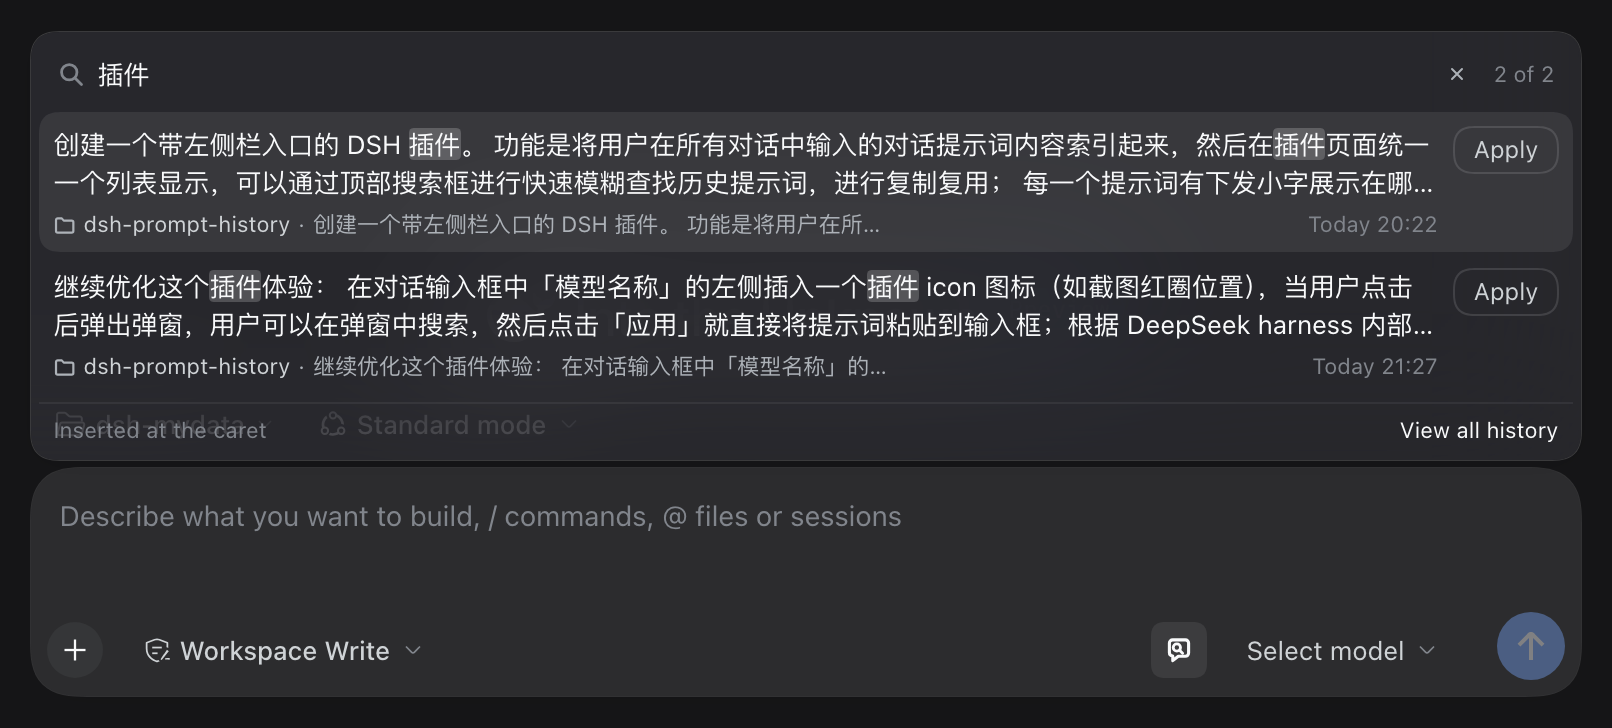 插件
2 of 2
创建一个带左侧栏入口的 DSH 插件。 功能是将用户在所有对话中输入的对话提示词内容索引起来，然后在插件页面统一
一个列表显示，可以通过顶部搜索框进行快速模糊查找历史提示词，进行复制复用； 每一个提示词有下发小字展示在哪...
Apply
dsh-prompt-history · 创建一个带左侧栏入口的 DSH 插件。 功能是将用户在所...
Today 20:22
继续优化这个插件体验： 在对话输入框中「模型名称」的左侧插入一个插件 icon 图标（如截图红圈位置），当用户点击
后弹出弹窗，用户可以在弹窗中搜索，然后点击「应用」就直接将提示词粘贴到输入框；根据 DeepSeek harness 内部...
Apply
dsh-prompt-history · 继续优化这个插件体验： 在对话输入框中「模型名称」的...
Today 21:27
dsh-mydata
Standard mode
Inserted at the caret
View all history
Describe what you want to build, / commands, @ files or sessions
Workspace Write
Select model